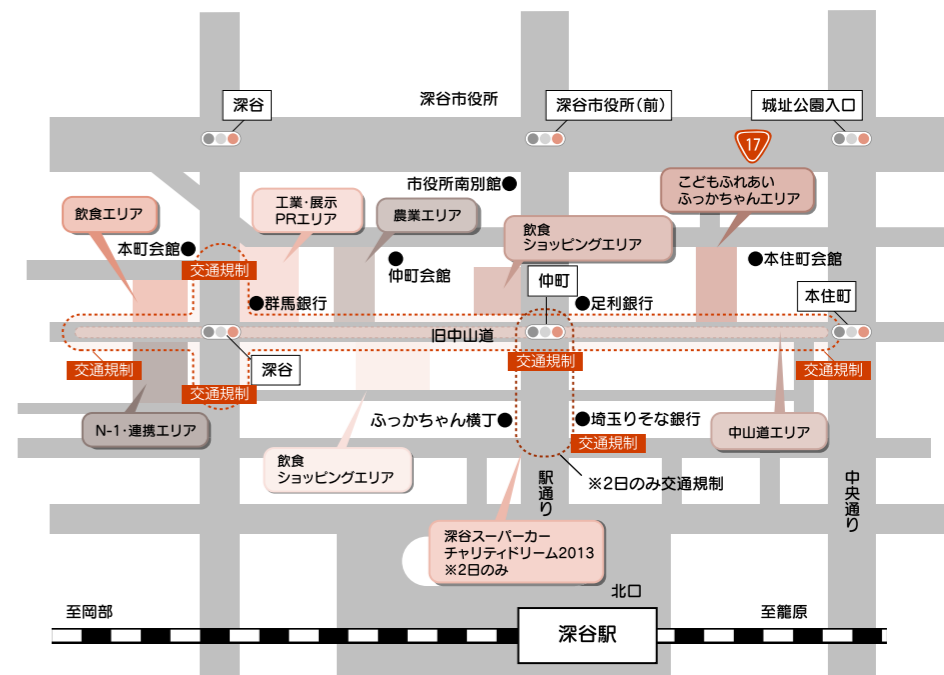 深谷市役所
深谷
深谷市役所(前)
城址公園入口
17
市役所南別館
こどもふれあい
ふっかちゃんエリア
飲食エリア
工業・展示
PRエリア
農業エリア
飲食
ショッピングエリア
本町会館
仲町会館
本住町会館
交通規制
仲町
本住町
群馬銀行
足利銀行
旧中山道
交通規制
深谷
交通規制
交通規制
交通規制
N-1・連携エリア
ふっかちゃん横丁
埼玉りそな銀行
中山道エリア
交通規制
飲食
ショッピングエリア
※2日のみ交通規制
駅通り
中央通り
深谷スーパーカー
チャリティドリーム2013
※2日のみ
北口
至岡部
至籠原
深谷駅